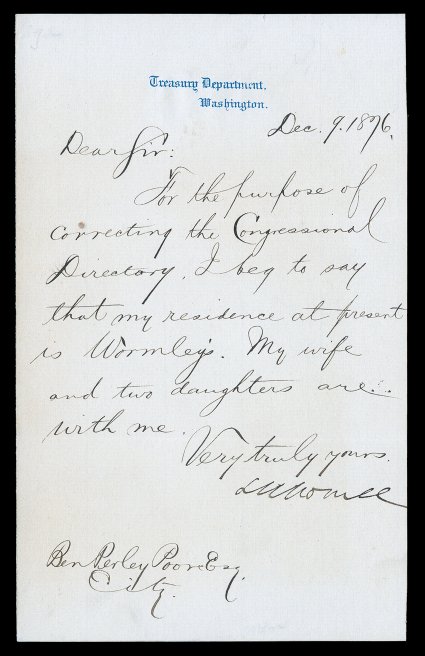 Treasury Department,
Washington.
Dec. 9. 1876.
Dear Sir:
For the purpose of
correcting the Congressional
Directory, I beg to say
that my residence at present
is Wormley's. My wife
and two daughters are
with me.
Very truly yours.
Ben Perley Poore Esq.
City.